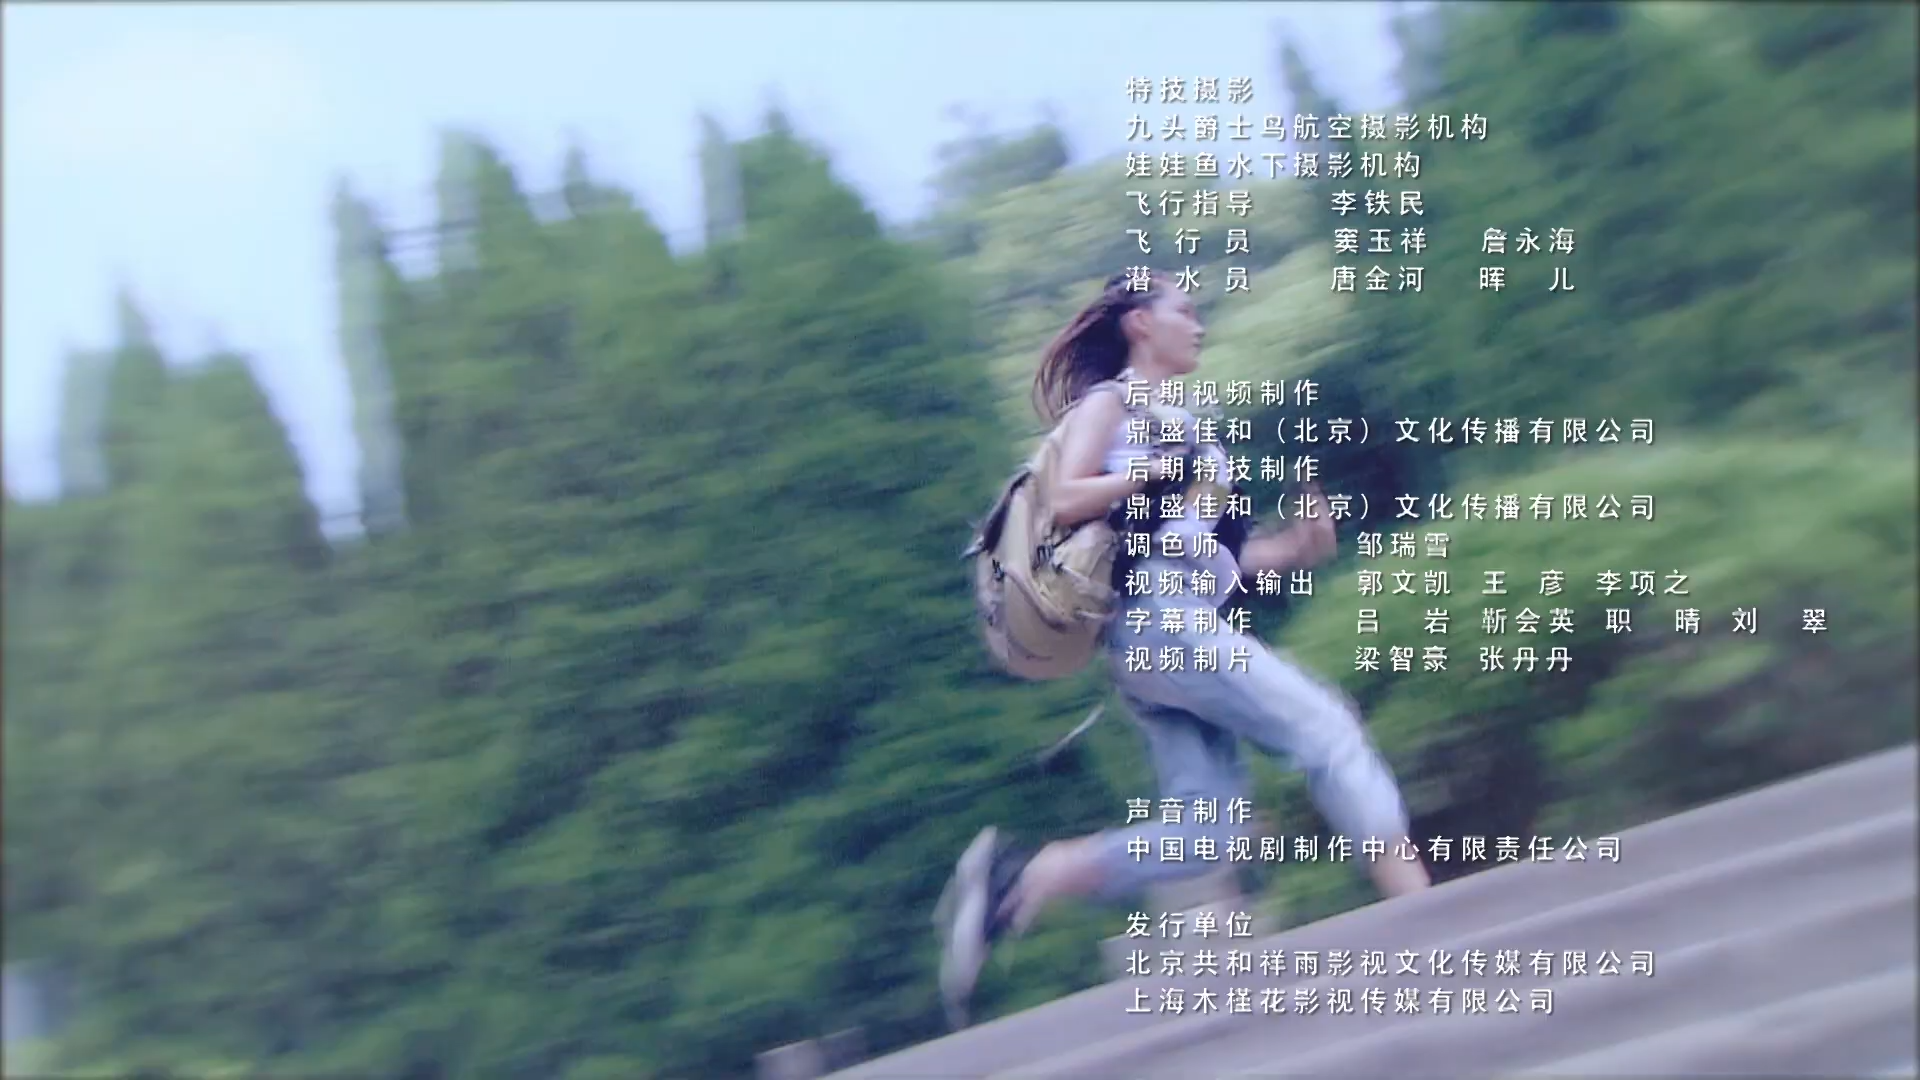 特技摄影
九头爵士鸟航空摄影机构
娃娃鱼水下摄影机构
飞行指导 李铁民
飞行员 窦玉祥 詹永海
潜水员 唐金河 晖儿
后期视频制作
鼎盛佳和（北京）文化传播有限公司
后期特技制作
鼎盛佳和（北京）文化传播有限公司
调色师 邹瑞雪
视频输入输出 郭文凯 王彦 李项之
字幕制作 吕岩 靳会英 职晴 刘翠
视频制片 梁智豪 张丹丹
声音制作
中国电视剧制作中心有限责任公司
发行单位
北京共和祥雨影视文化传媒有限公司
上海木槿花影视传媒有限公司